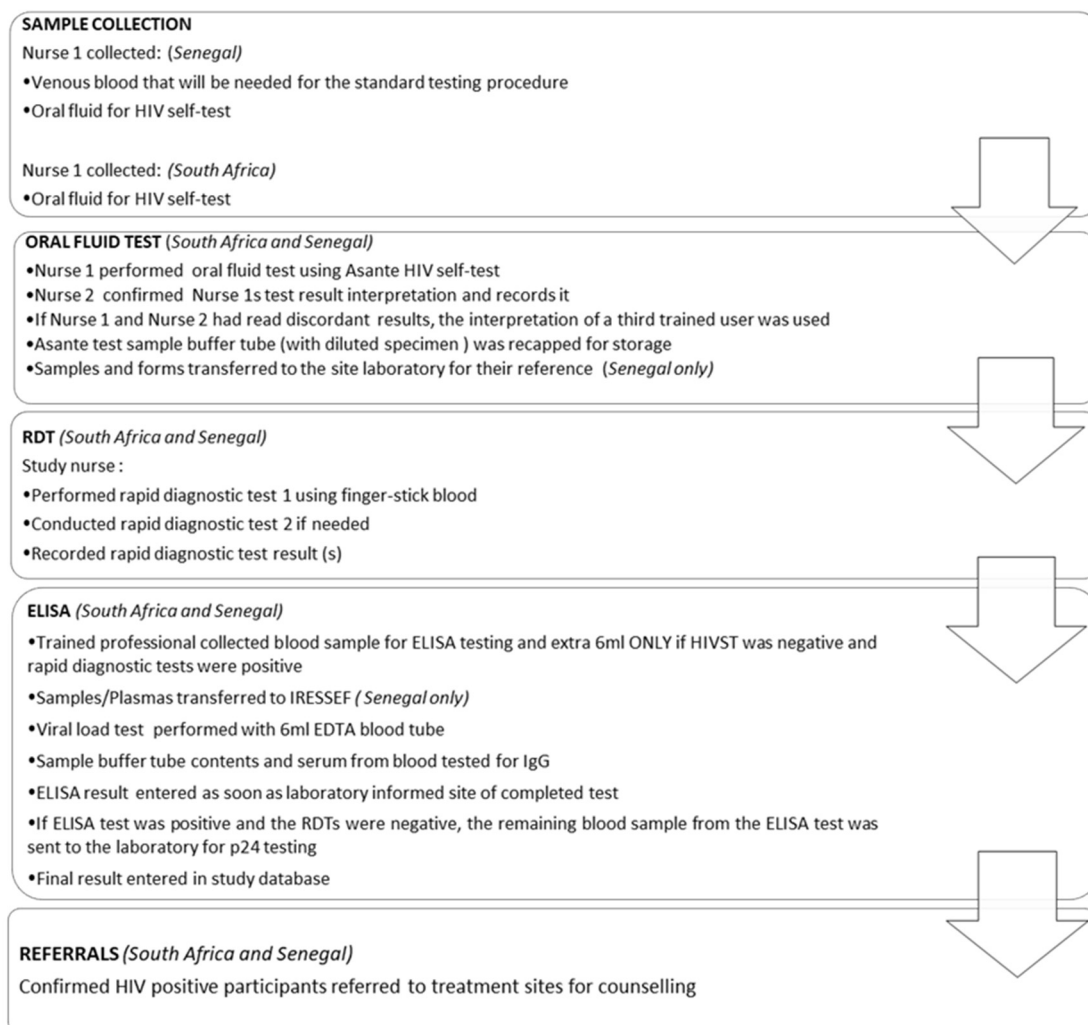 SAMPLE COLLECTION
Nurse 1 collected: (Senegal)
•Venous blood that will be needed for the standard testing procedure
•Oral fluid for HIV self-test
Nurse 1 collected: (South Africa)
•Oral fluid for HIV self-test
ORAL FLUID TEST (South Africa and Senegal)
•Nurse 1 performed oral fluid test using Asante HIV self-test
•Nurse 2 confirmed Nurse 1s test result interpretation and records it
•If Nurse 1 and Nurse 2 had read discordant results, the interpretation of a third trained user was used
•Asante test sample buffer tube (with diluted specimen ) was recapped for storage
•Samples and forms transferred to the site laboratory for their reference (Senegal only)
RDT (South Africa and Senegal)
Study nurse :
•Performed rapid diagnostic test 1 using finger-stick blood
•Conducted rapid diagnostic test 2 if needed
•Recorded rapid diagnostic test result (s)
ELISA (South Africa and Senegal)
•Trained professional collected blood sample for ELISA testing and extra 6ml ONLY if HIVST was negative and
rapid diagnostic tests were positive
•Samples/Plasmas transferred to IRESSEF ( Senegal only)
•Viral load test performed with 6ml EDTA blood tube
•Sample buffer tube contents and serum from blood tested for IgG
•ELISA result entered as soon as laboratory informed site of completed test
•If ELISA test was positive and the RDTs were negative, the remaining blood sample from the ELISA test was
sent to the laboratory for p24 testing
•Final result entered in study database
REFERRALS (South Africa and Senegal)
Confirmed HIV positive participants referred to treatment sites for counselling